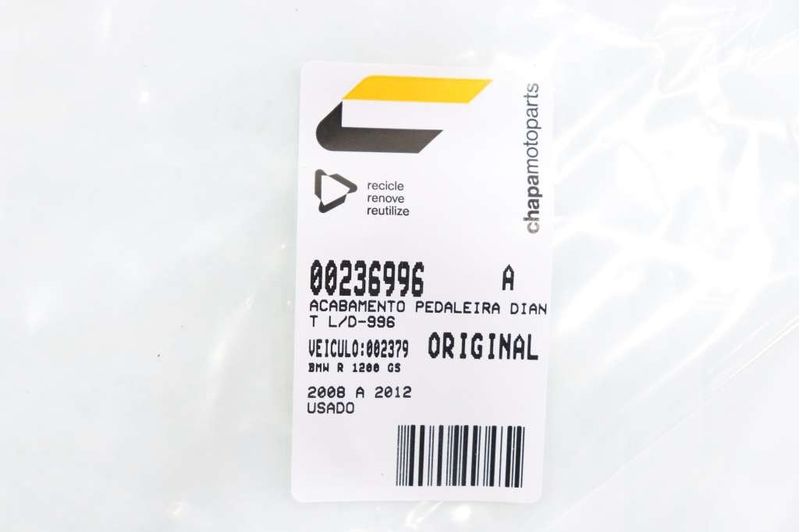 chapamotoparts
recicle
renove
reutilize
00236996 A
ACABAMENTO PEDALEIRA DIAN
T L/D-996
VEICULO:002379 ORIGINAL
BMW R 1200 GS
2008 A 2012
USADO